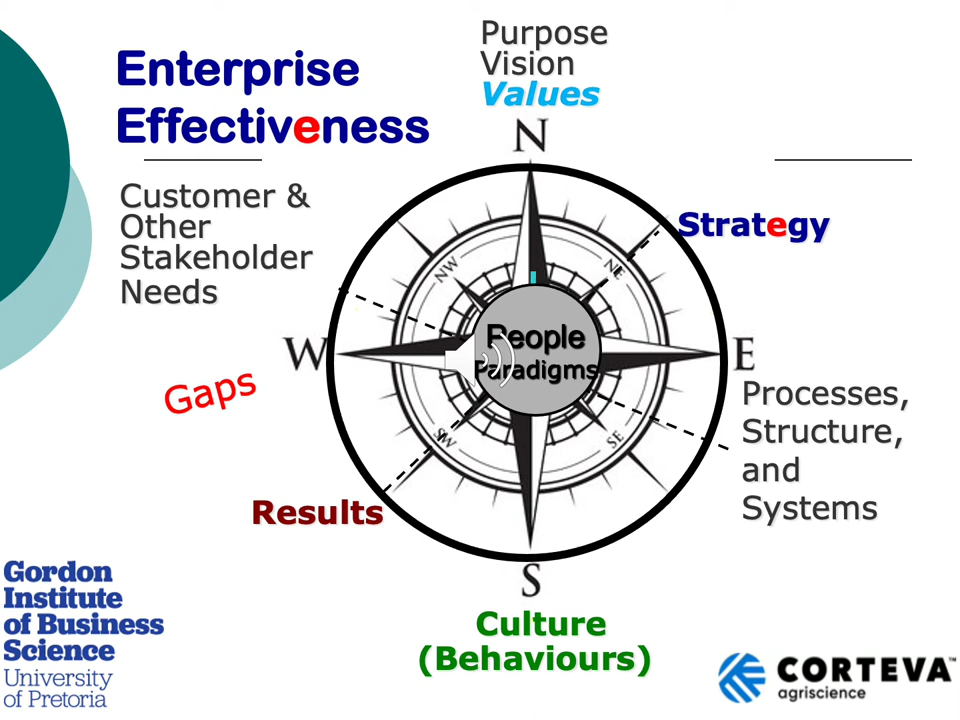 Enterprise
Effectiveness
Purpose
Vision
Values
N
Customer &
Other
Stakeholder
Needs
Strategy
NW
NE
People
Paradigms
W
E
Gaps
Processes,
Structure,
and
Systems
SW
SE
Results
S
Culture
(Behaviours)
Gordon
Institute
of Business
Science
University
of Pretoria
CORTEVA™
agriscience